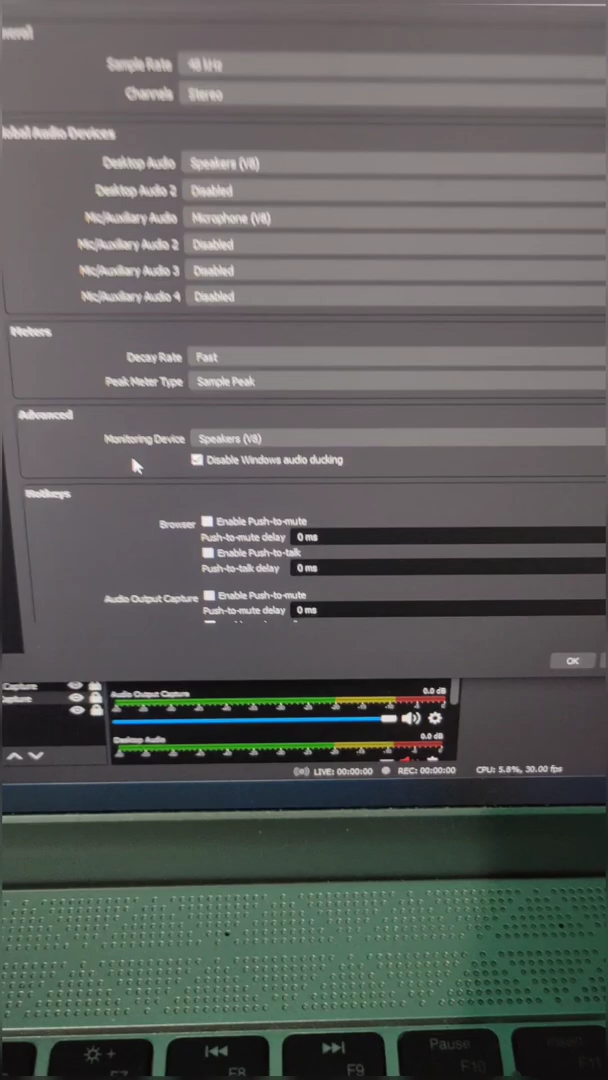 Sample Rate 48 kHz
Channels Stereo
lobal Audio Devices
Desktop Audio Speakers (V8)
Desktop Audio 2 Disabled
Mic/Auxiliary Audio Microphone (V8)
Mic/Auxiliary Audio 2 Disabled
Mic/Auxiliary Audio 3 Disabled
Mic/Auxiliary Audio 4 Disabled
Meters
Decay Rate Fast
Peak Meter Type Sample Peak
Advanced
Monitoring Device Speakers (V8)
Disable Windows audio ducking
Hotkeys
Browser Enable Push-to-mute
Push-to-mute delay 0 ms
Enable Push-to-talk
Push-to-talk delay 0 ms
Audio Output Capture Enable Push-to-mute
Push-to-mute delay 0 ms
OK
Capture
Audio Output Capture 0.0 dB
Desktop Audio 0.0 dB
LIVE: 00:00:00 REC: 00:00:00 CPU: 5.8%, 30.00 fps
Pause
F7 F8 F9 F10 F11